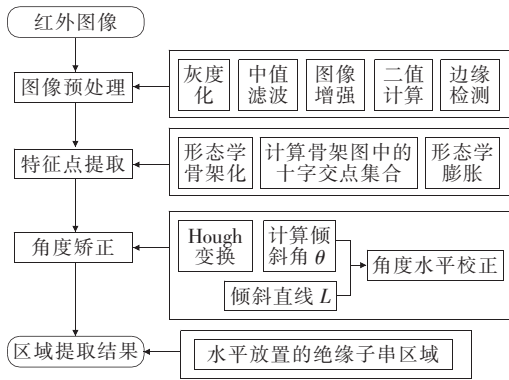 红外图像
图像预处理
灰度
化
中值
滤波
图像
增强
二值
计算
边缘
检测
特征点提取
形态学
骨架化
计算骨架图中的
十字交点集合
形态学
膨胀
角度矫正
Hough
变换
计算倾
斜角 θ
倾斜直线 L
角度水平校正
区域提取结果
水平放置的绝缘子串区域